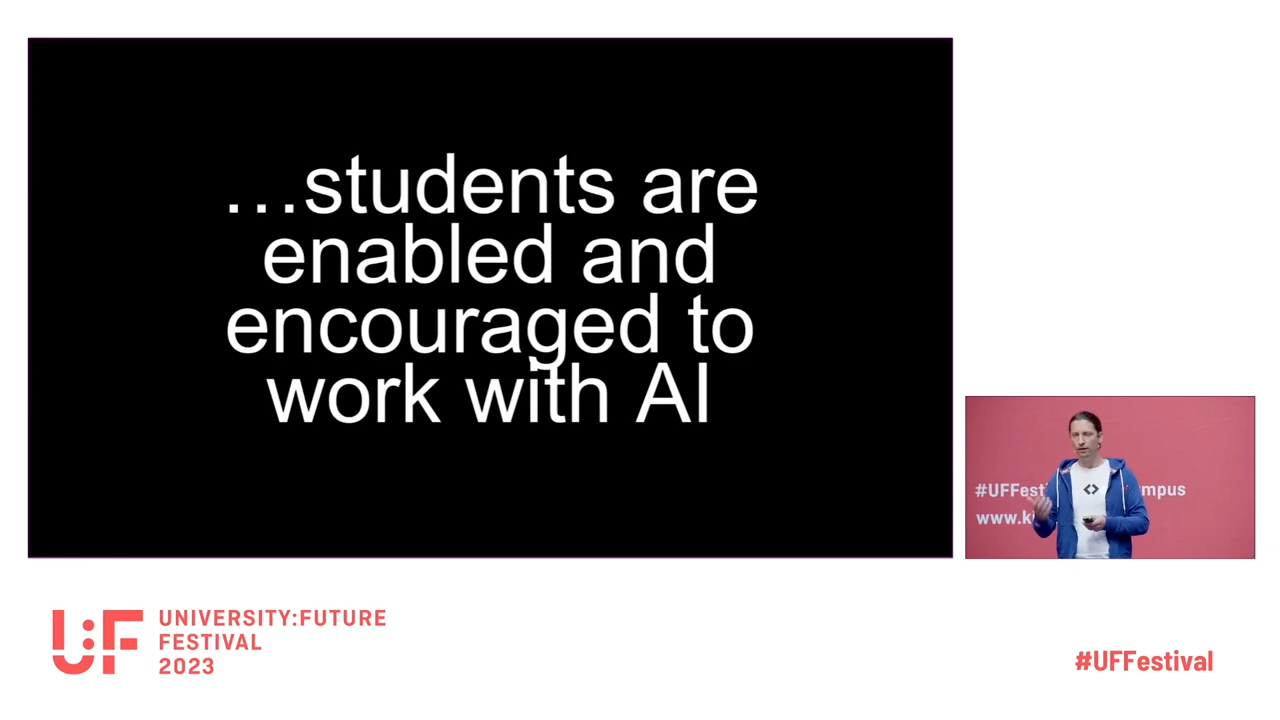 …students are
enabled and
encouraged to
work with AI
#UFFest
mpus
www.k
UNIVERSITY:FUTURE
FESTIVAL
2023
#UFFestival